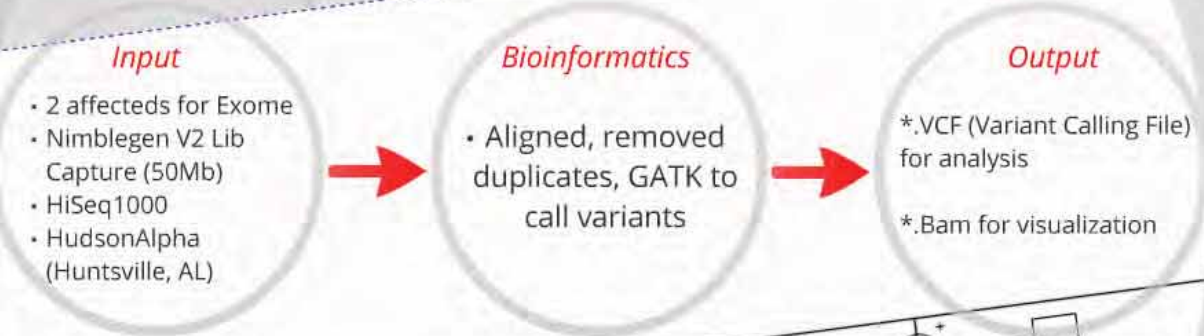 Input
• 2 affecteds for Exome
• Nimblegen V2 Lib
Capture (50Mb)
• HiSeq1000
• HudsonAlpha
(Huntsville, AL)
Bioinformatics
• Aligned, removed
duplicates, GATK to
call variants
Output
*.VCF (Variant Calling File)
for analysis
*.Bam for visualization
+